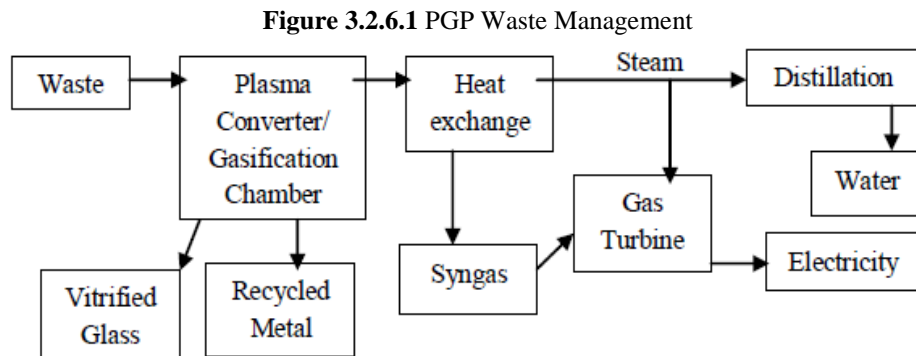 Figure 3.2.6.1 PGP Waste Management
Waste
Plasma
Converter/
Gasification
Chamber
Heat
exchange
Steam
Distillation
Water
Gas
Turbine
Electricity
Syngas
Recycled
Metal
Vitrified
Glass